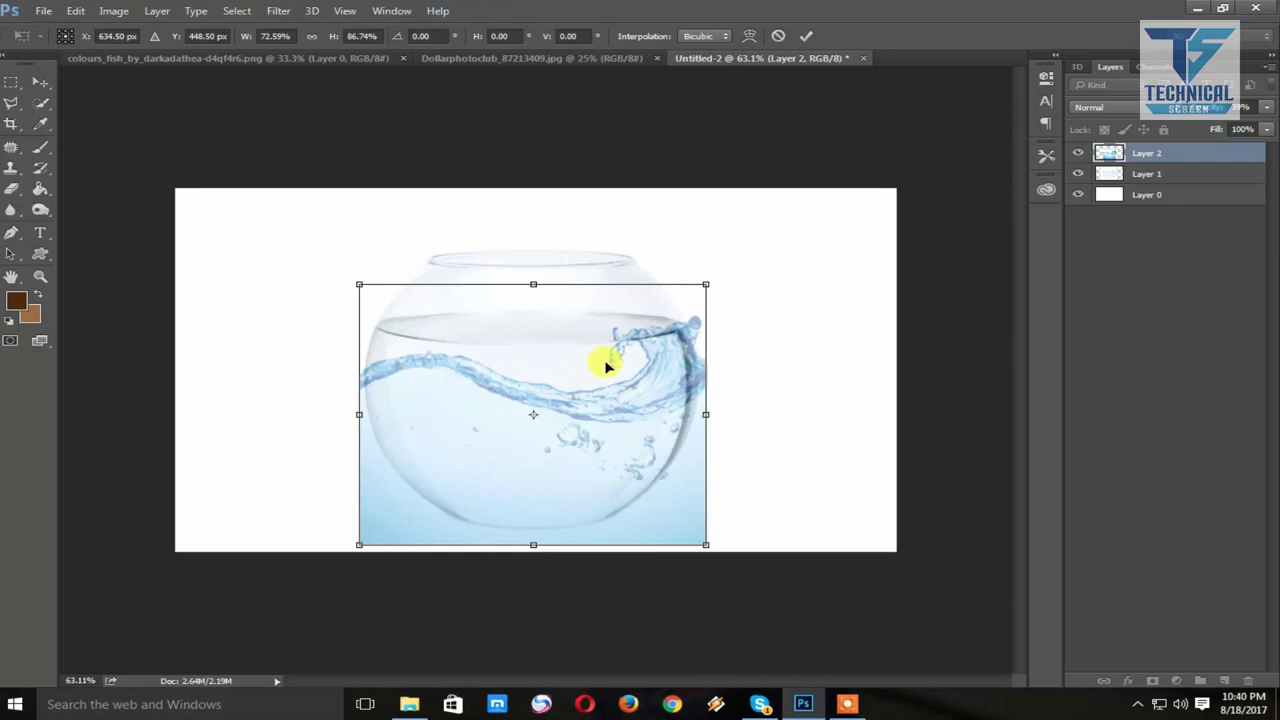 Ps File Edit Image Layer Type Select Filter 3D View Window Help
X: 634.50 px Y: 448.50 px W: 72.59% H: 86.74% 0.00 ° H: 0.00 ° V: 0.00 ° Interpolation: Bicubic
colours_fish_by_darkadathea-d4qf4r6.png @ 33.3% (Layer 0, RGB/8#) × Dollarphotoclub_87213409.jpg @ 25% (RGB/8#) × Untitled-2 @ 63.1% (Layer 2, RGB/8) * ×
3D Layers Channels
Kind
TECHNICAL
SCREEN
Normal Opacity: 39%
Lock: Fill: 100%
Layer 2
Layer 1
Layer 0
63.11% Doc: 2.64M/2.19M
Search the web and Windows
10:40 PM
8/18/2017